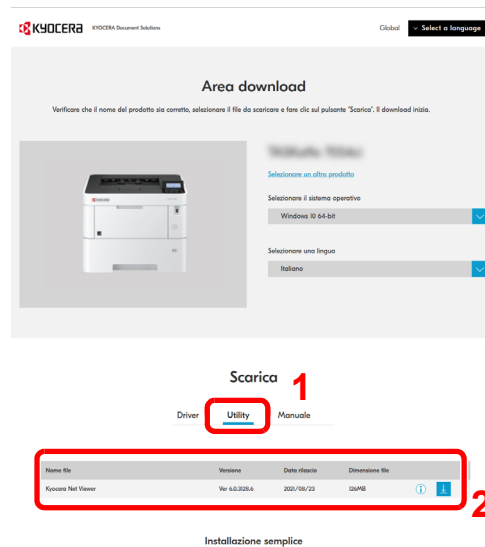 KYOCERA KYOCERA Document Solutions Global Select a language
Area download
Verificare che il nome del prodotto sia corretto, selezionare il file da scaricare e fare clic sul pulsante "Scarica". Il download inizia.
Selezionare un altro prodotto
Selezionare il sistema operativo
Windows 10 64-bit
Selezionare una lingua
Italiano
Scarica
1
Driver Utility Manuale
Nome file Versione Data rilascio Dimensione file
Kyocera Net Viewer Ver 6.0.3128.6 2021/08/23 126MB
2
Installazione semplice